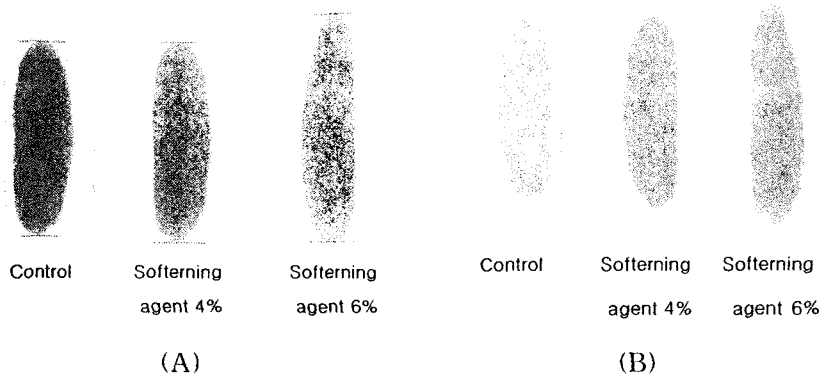 Control
Softerning
agent 4%
Softerning
agent 6%
(A)
Control
Softerning
agent 4%
Softerning
agent 6%
(B)